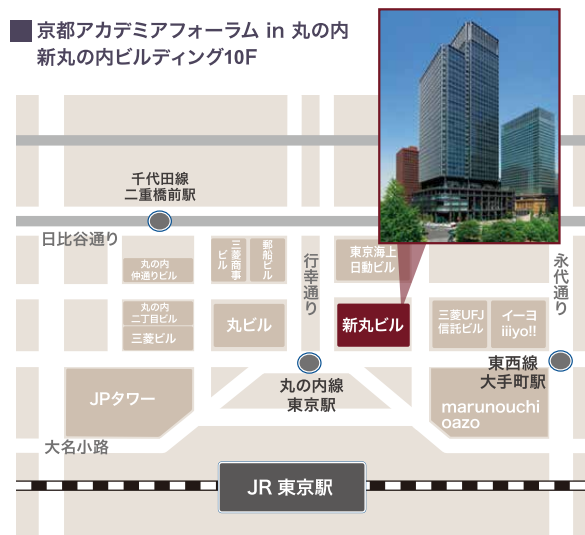 京都アカデミアフォーラム in 丸の内
新丸の内ビルディング10F
千代田線
二重橋前駅
日比谷通り
丸の内
仲通りビル
三菱商事
ビル
郵船ビル
行幸通り
東京海上
日動ビル
永代通り
丸の内
二丁目ビル
三菱ビル
丸ビル
新丸ビル
三菱UFJ
信託ビル
イーヨ
iiiyo!!
丸の内線
東京駅
東西線
大手町駅
JPタワー
marunouchi
oazo
大名小路
JR 東京駅